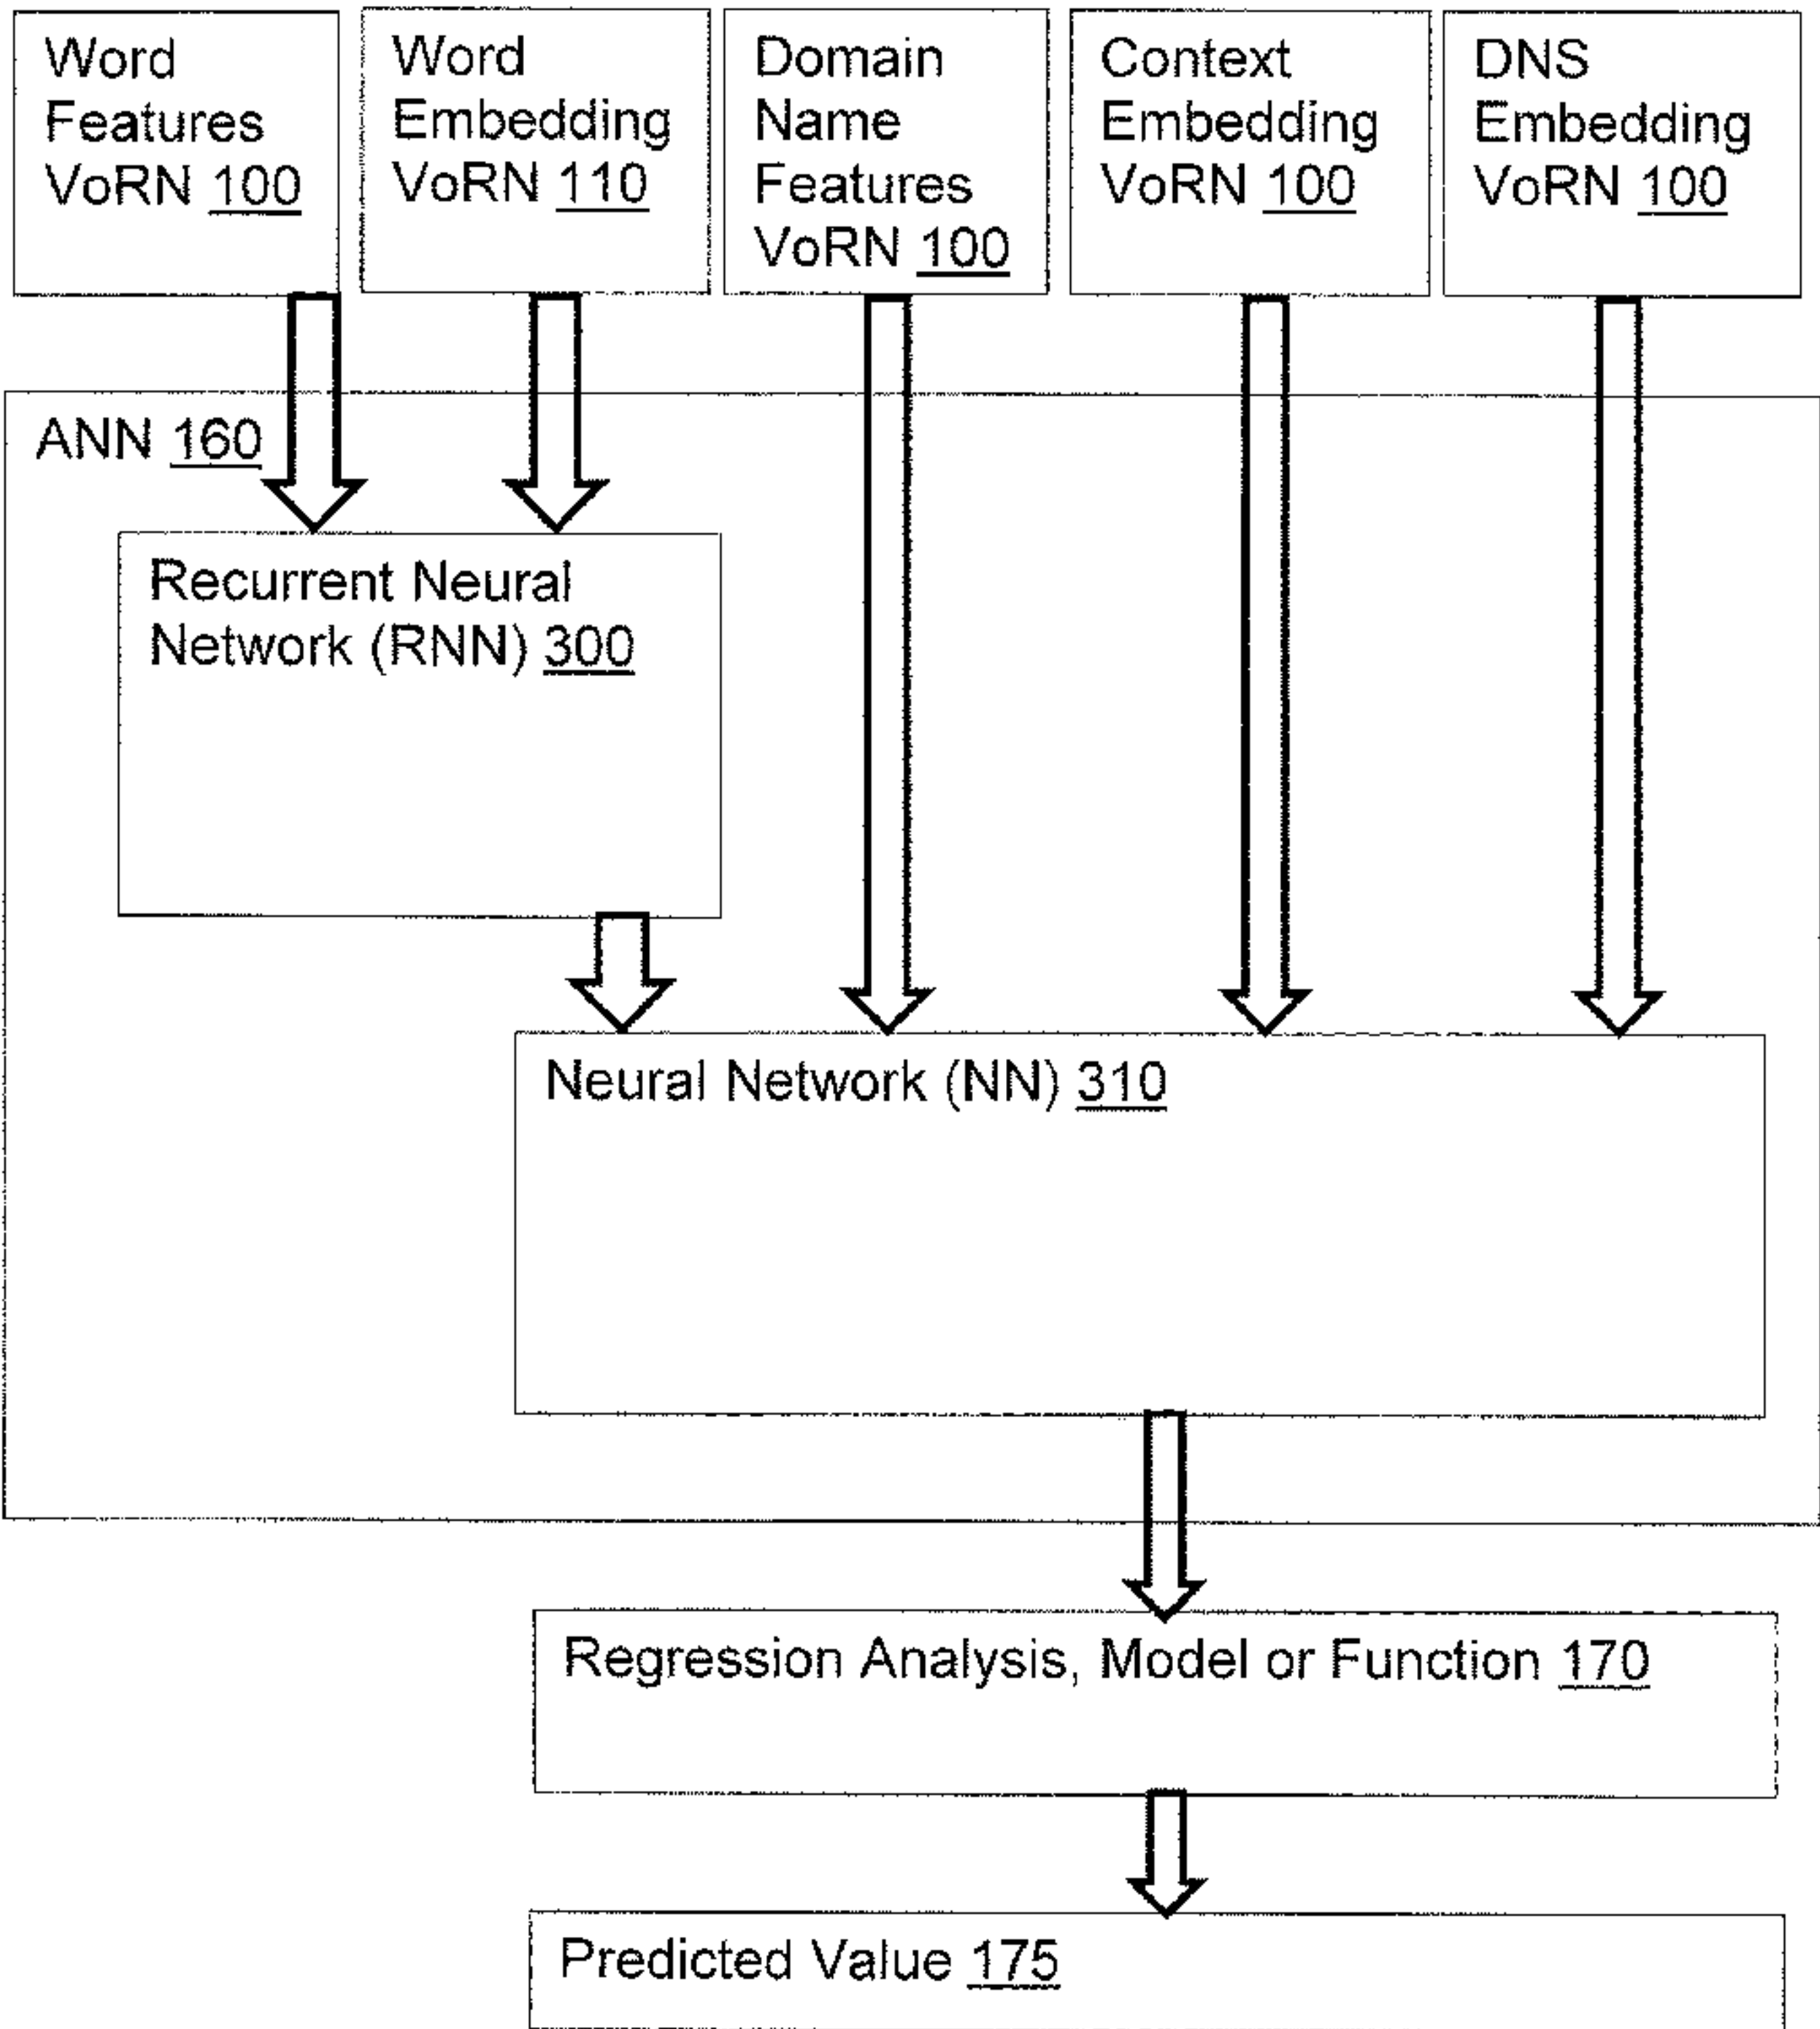 Word
Features
VoRN 100
Word
Embedding
VoRN 110
Domain
Name
Features
VoRN 100
Context
Embedding
VoRN 100
DNS
Embedding
VoRN 100
ANN 160
Recurrent Neural
Network (RNN) 300
Neural Network (NN) 310
Regression Analysis, Model or Function 170
Predicted Value 175